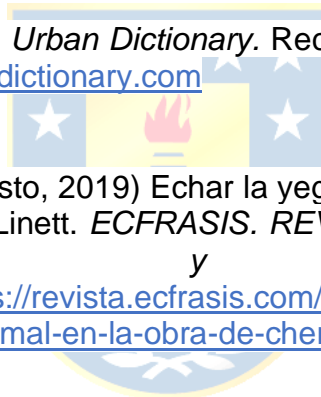 Urban Dictionary. Rec
dictionary.com
sto, 2019) Echar la yeg
Linett. ECFRASIS. REV
y
s://revista.ecfrasis.com/
mal-en-la-obra-de-che